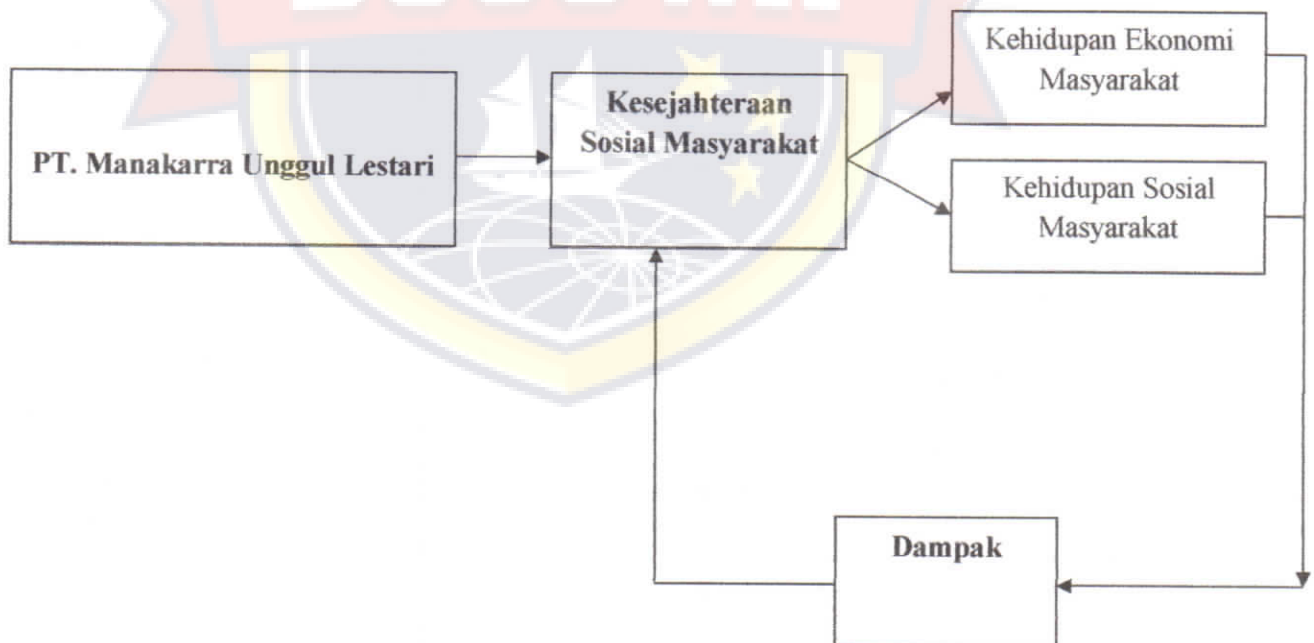 PT. Manakarra Unggul Lestari
Kesejahteraan
Sosial Masyarakat
Kehidupan Ekonomi
Masyarakat
Kehidupan Sosial
Masyarakat
Dampak